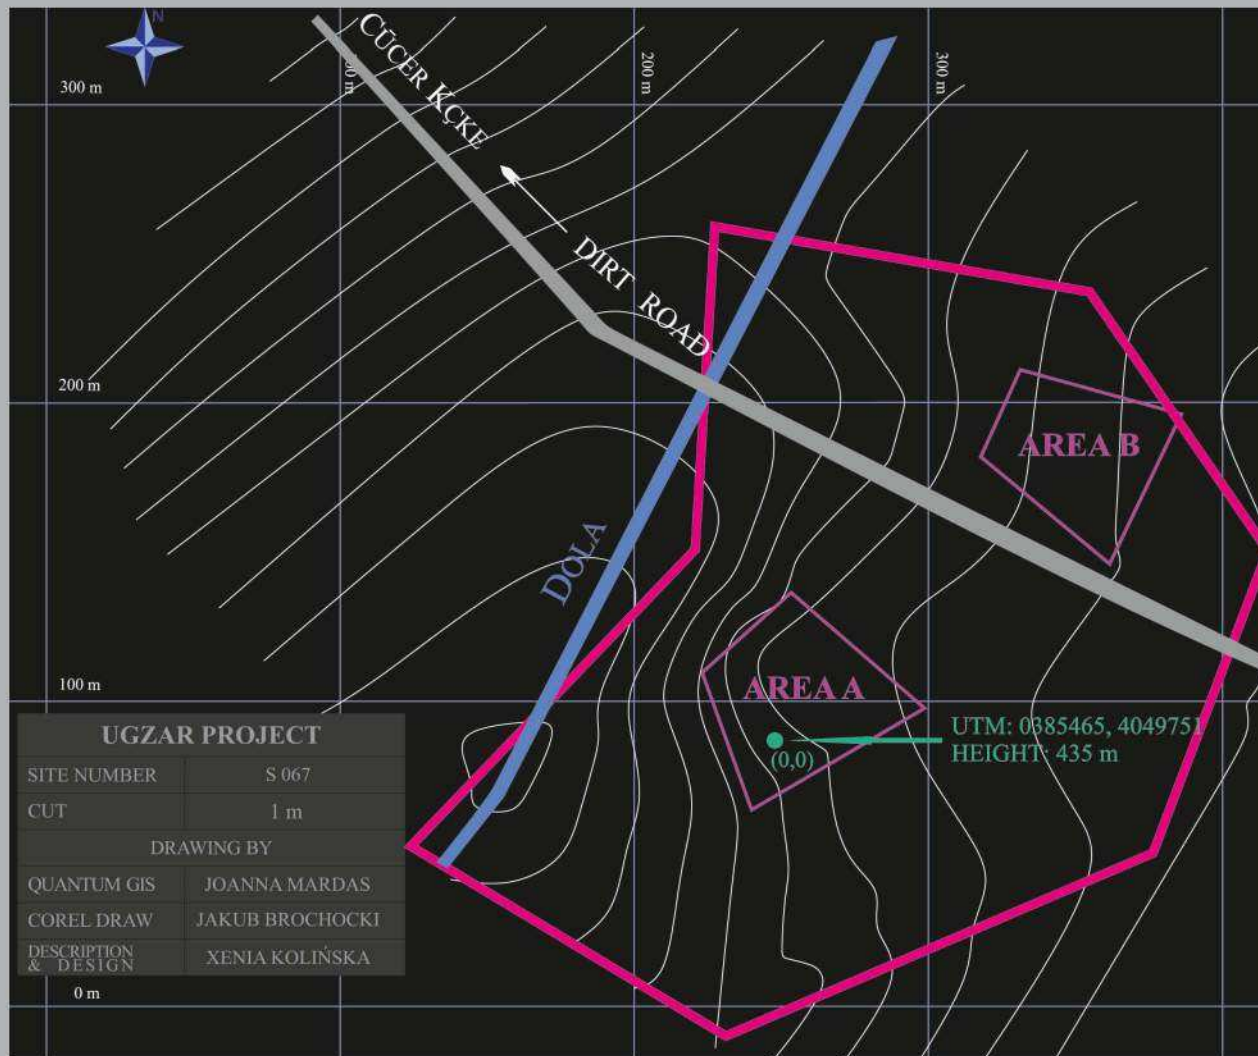 N
300 m
200 m
300 m
CŪCER KÇKE
DIRT ROAD
200 m
AREA B
DOLA
100 m
AREA A
UTM: 0385465, 4049751
HEIGHT: 435 m
(0,0)
UGZAR PROJECT
SITE NUMBER S 067
CUT 1 m
DRAWING BY
QUANTUM GIS JOANNA MARDAS
COREL DRAW JAKUB BROCHOCKI
DESCRIPTION
& DESIGN XENIA KOLIŃSKA
0 m